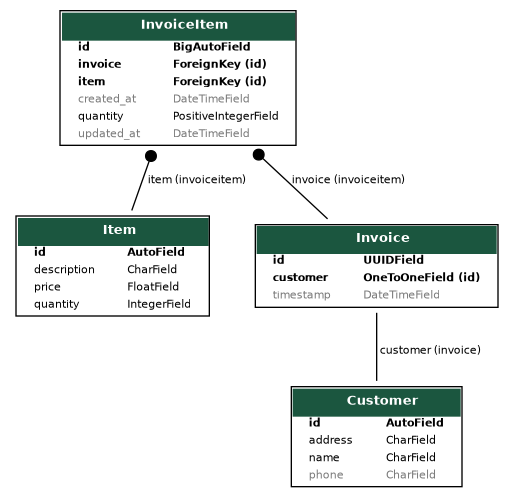 InvoiceItem
id BigAutoField
invoice ForeignKey (id)
item ForeignKey (id)
created_at DateTimeField
quantity PositiveIntegerField
updated_at DateTimeField
item (invoiceitem)
invoice (invoiceitem)
Item
id AutoField
description CharField
price FloatField
quantity IntegerField
Invoice
id UUIDField
customer OneToOneField (id)
timestamp DateTimeField
customer (invoice)
Customer
id AutoField
address CharField
name CharField
phone CharField